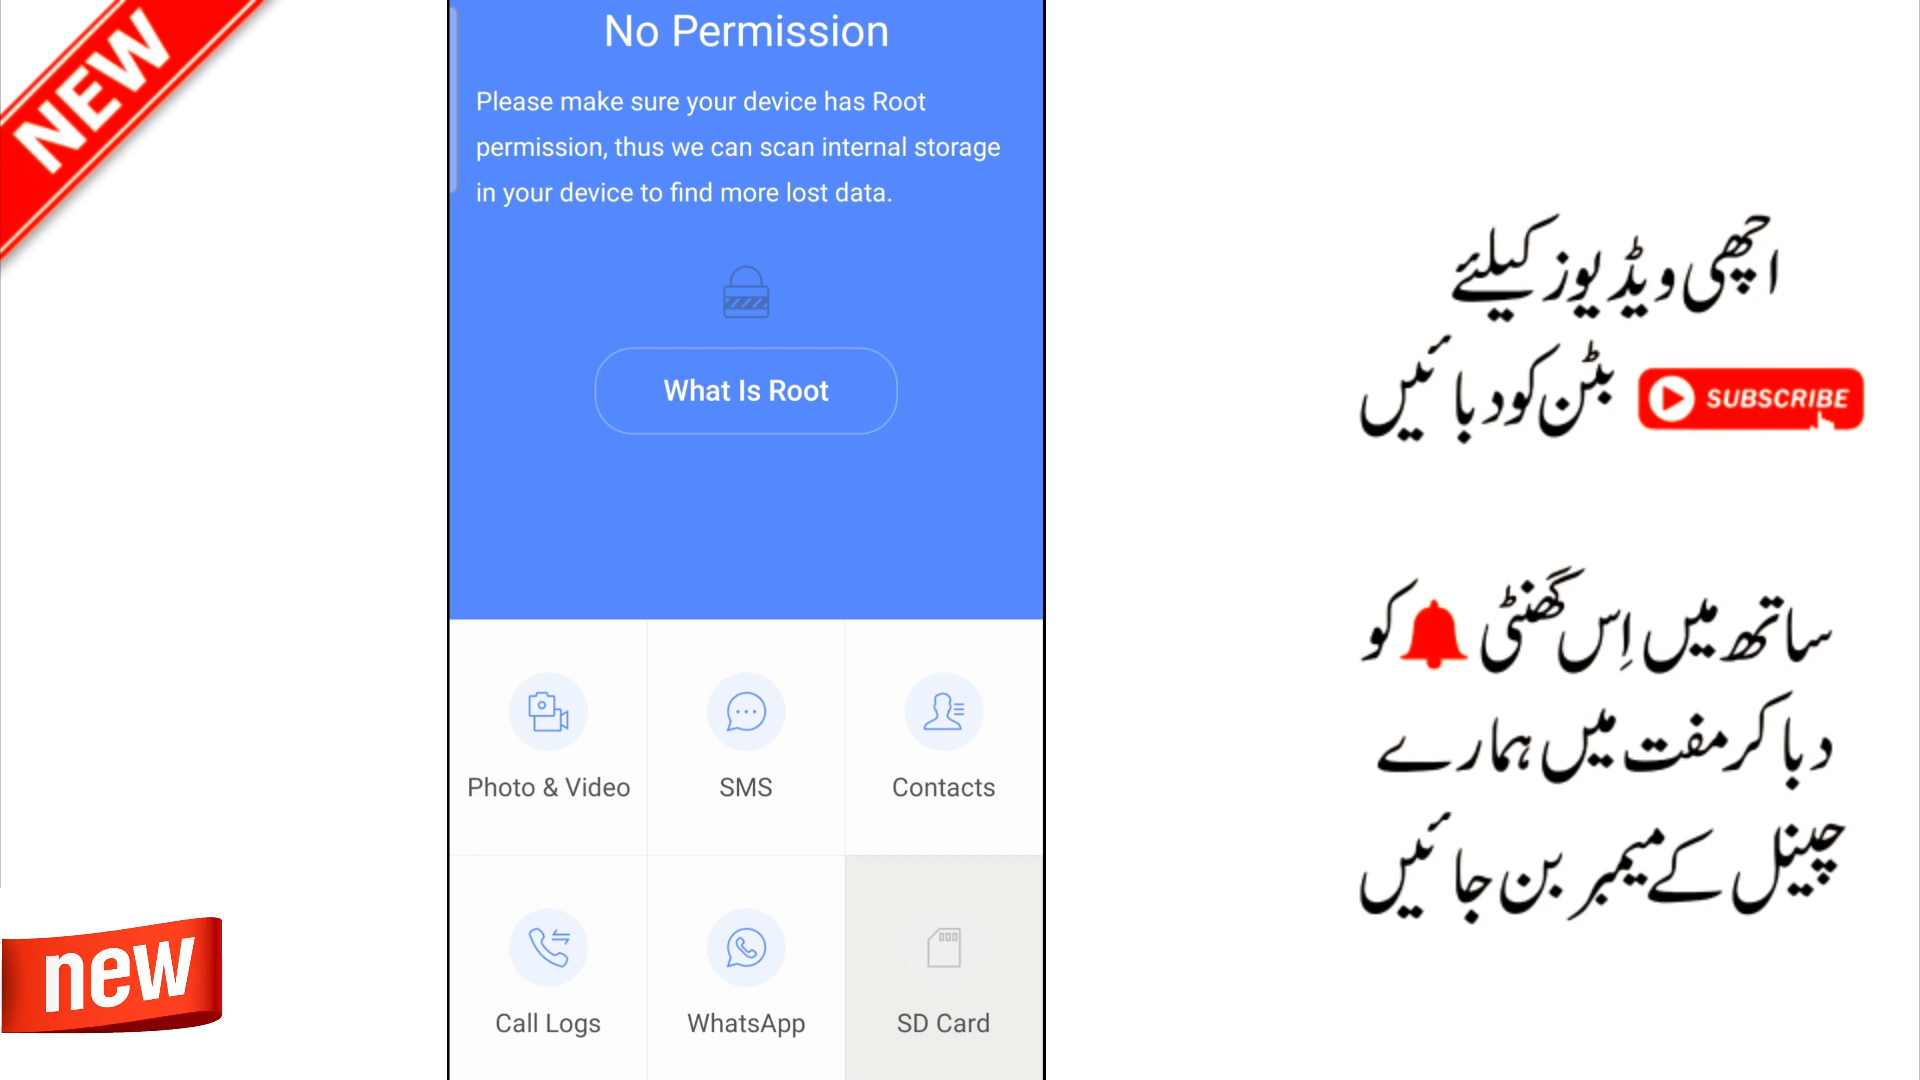 NEW
No Permission
Please make sure your device has Root
permission, thus we can scan internal storage
in your device to find more lost data.
What Is Root
Photo & Video
SMS
Contacts
Call Logs
WhatsApp
SD Card
new
اچھی ویڈیوز کیلئے
SUBSCRIBE بٹن کو دبائیں
ساتھ میں اِس گھنٹی کو
دبا کر مفت میں ہمارے
چینل کے میمبر بن جائیں